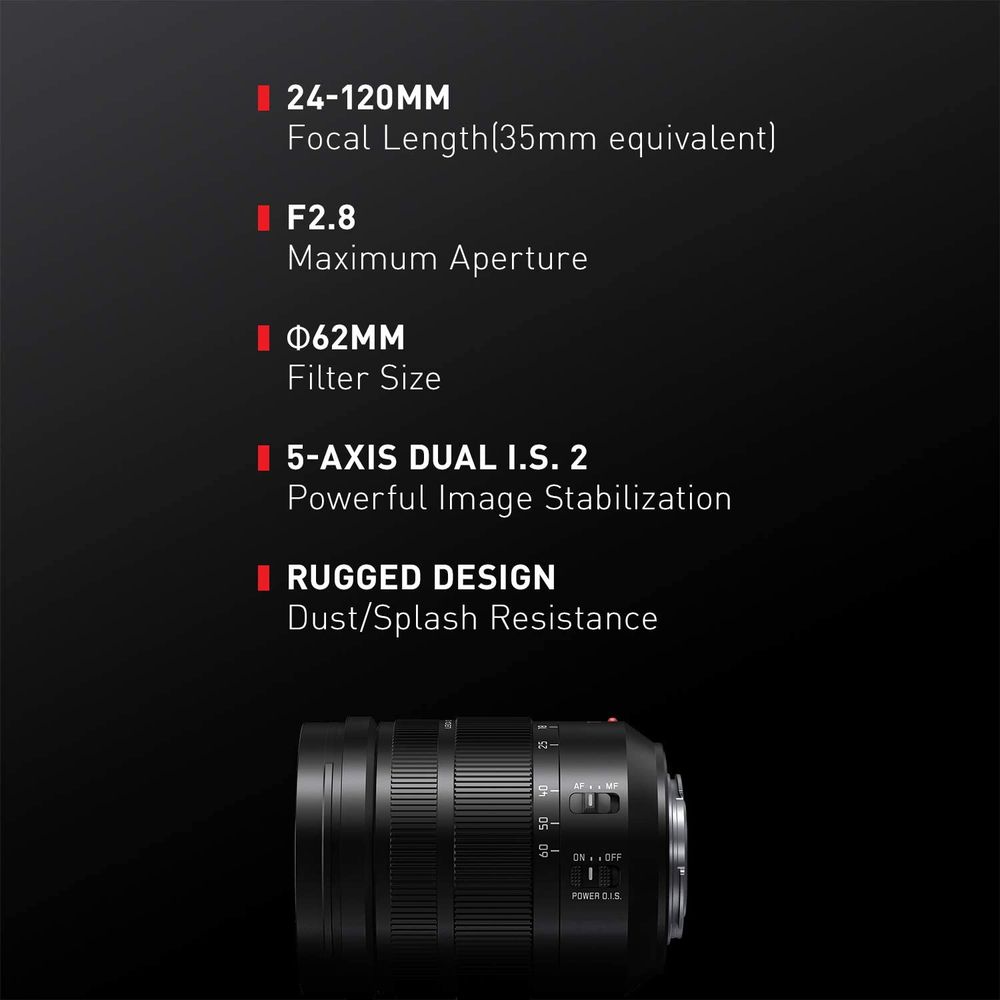 24-120MM
Focal Length(35mm equivalent)
F2.8
Maximum Aperture
Φ62MM
Filter Size
5-AXIS DUAL I.S. 2
Powerful Image Stabilization
RUGGED DESIGN
Dust/Splash Resistance
25
40
50
60
AF MF
ON OFF
POWER O.I.S.